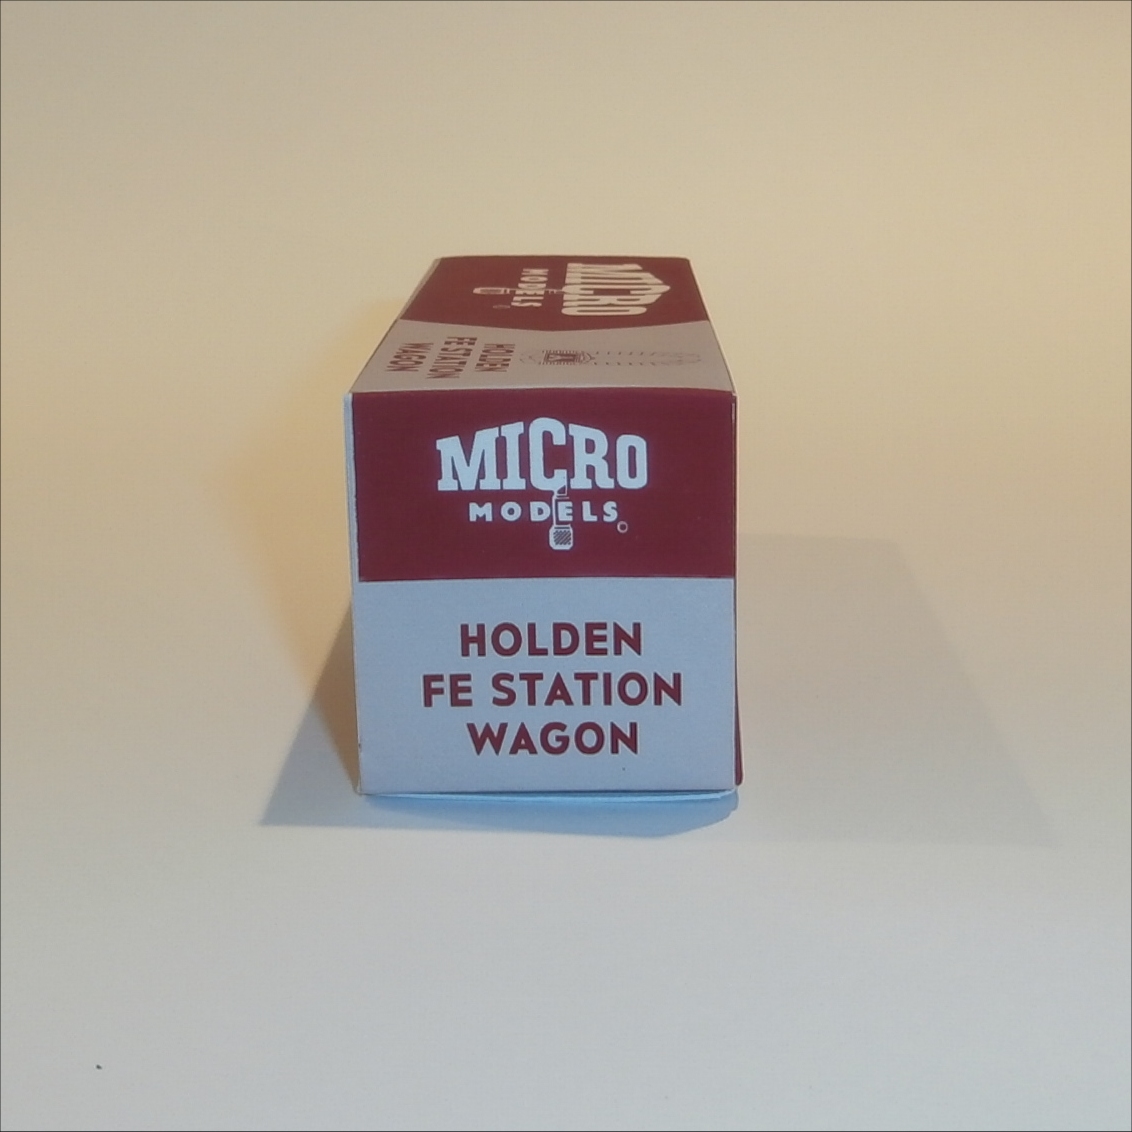 MICRO
MODELS
HOLDEN
FE STATION
WAGON
MICRO
MODELS©
HOLDEN
FE STATION
WAGON